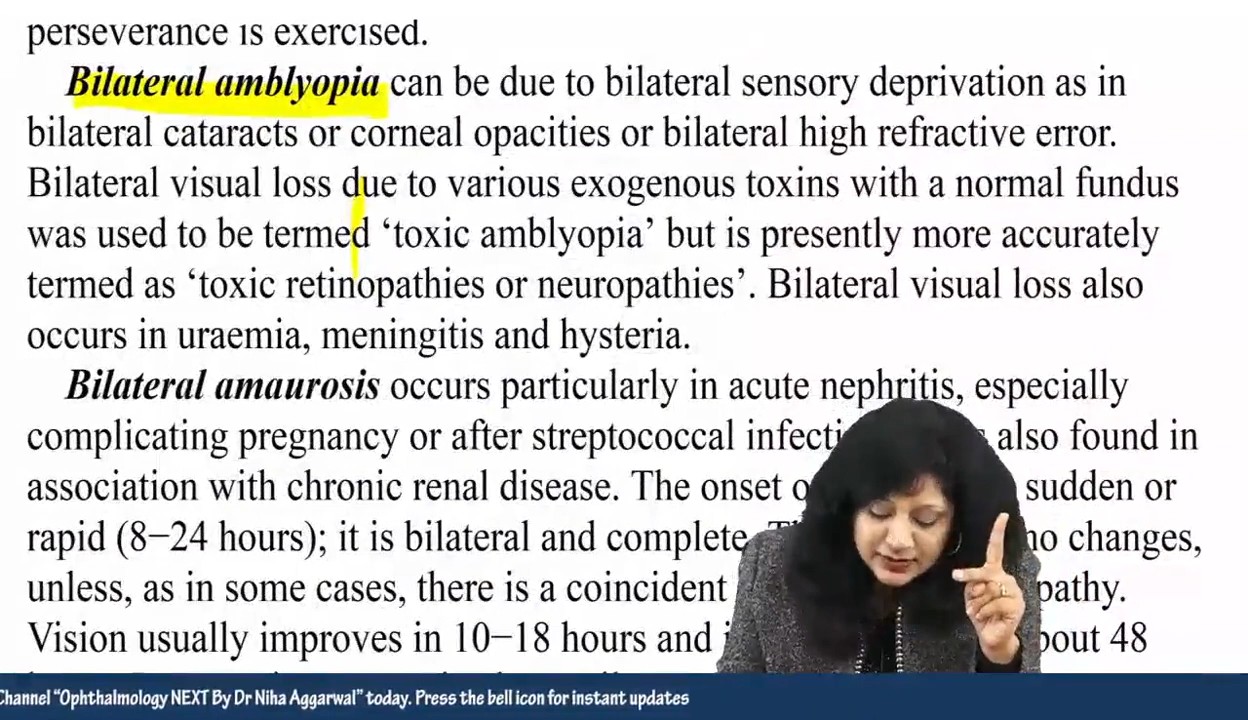 perseverance is exercised.
Bilateral amblyopia can be due to bilateral sensory deprivation as in
bilateral cataracts or corneal opacities or bilateral high refractive error.
Bilateral visual loss due to various exogenous toxins with a normal fundus
was used to be termed ‘toxic amblyopia’ but is presently more accurately
termed as ‘toxic retinopathies or neuropathies’. Bilateral visual loss also
occurs in uraemia, meningitis and hysteria.
Bilateral amaurosis occurs particularly in acute nephritis, especially
complicating pregnancy or after streptococcal also found in
association with chronic renal disease. The onset sudden or
rapid (8–24 hours); it is bilateral and complete no changes,
unless, as in some cases, there is a coincident
Vision usually improves in 10–18 hours and 48
Channel “Ophthalmology NEXT By Dr Niha Aggarwal” today. Press the bell icon for instant updates